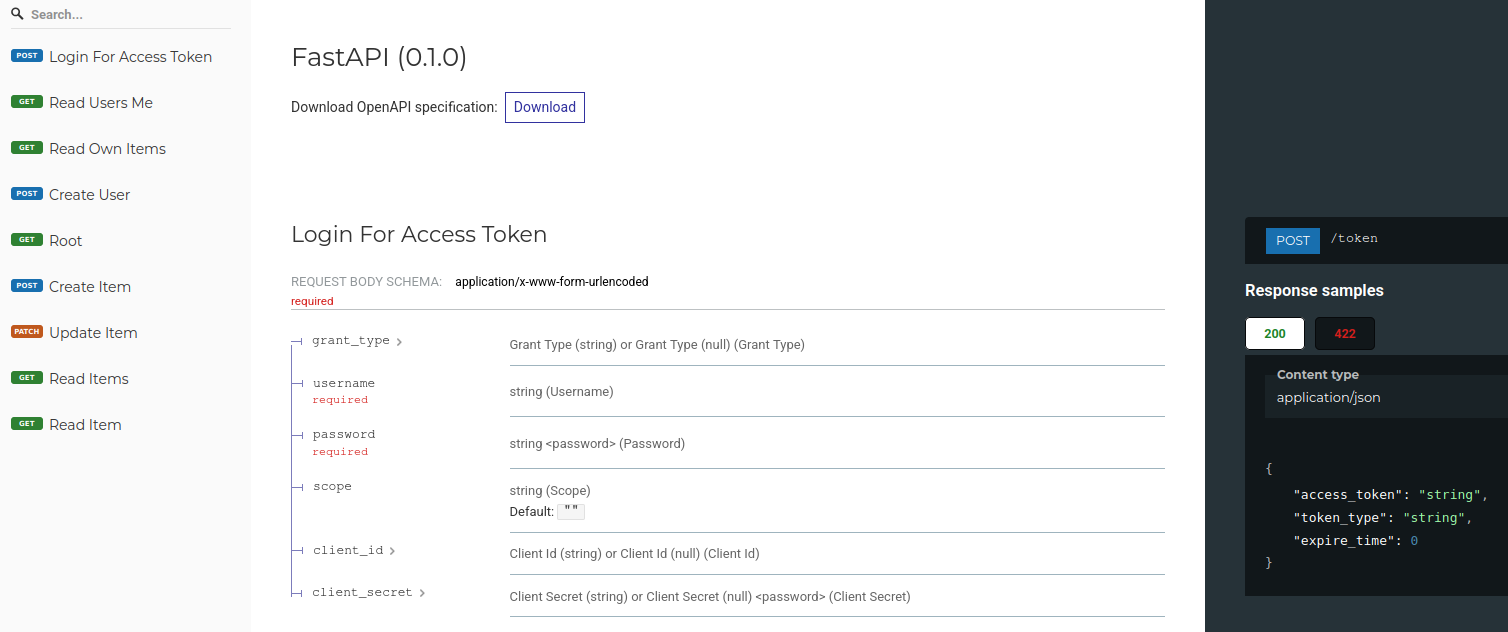 Search...
POST Login For Access Token
GET Read Users Me
GET Read Own Items
POST Create User
GET Root
POST Create Item
PATCH Update Item
GET Read Items
GET Read Item
FastAPI (0.1.0)
Download OpenAPI specification: Download
Login For Access Token
REQUEST BODY SCHEMA: application/x-www-form-urlencoded
required
grant_type Grant Type (string) or Grant Type (null) (Grant Type)
username string (Username)
required
password string <password> (Password)
required
scope string (Scope)
Default: ""
client_id Client Id (string) or Client Id (null) (Client Id)
client_secret Client Secret (string) or Client Secret (null) <password> (Client Secret)
POST /token
Response samples
200 422
Content type
application/json
{
"access_token": "string",
"token_type": "string",
"expire_time": 0
}